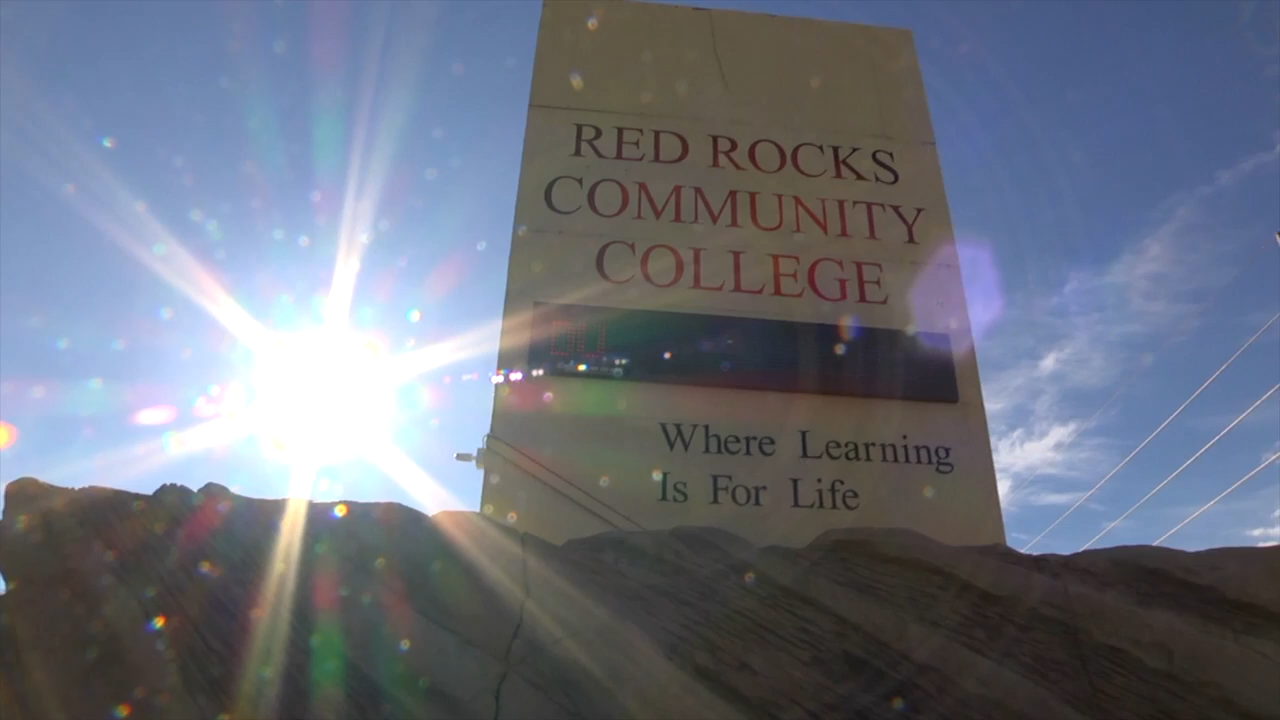 RED ROCKS
COMMUNITY
COLLEGE
Where Learning
Is For Life